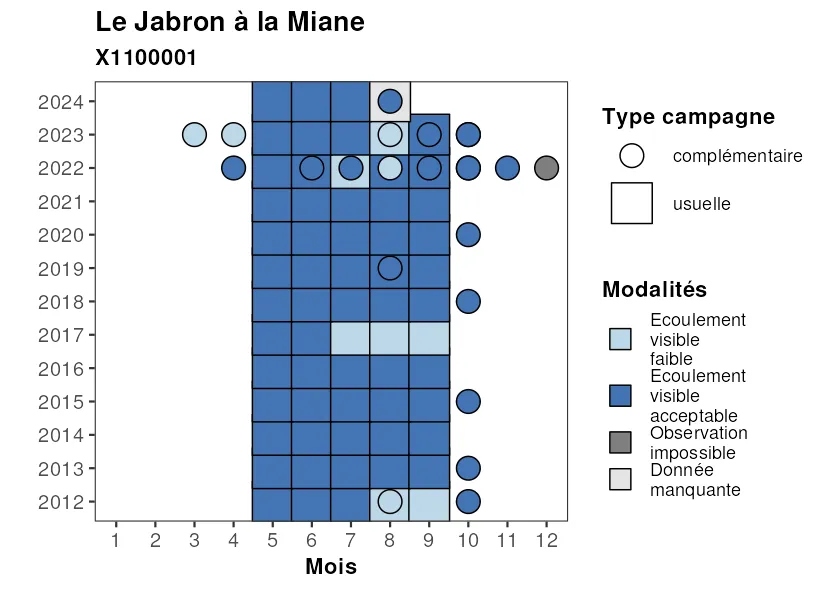 Le Jabron à la Miane
X1100001
2024
2023
2022
2021
2020
2019
2018
2017
2016
2015
2014
2013
2012
1 2 3 4 5 6 7 8 9 10 11 12
Mois
Type campagne
complémentaire
usuelle
Modalités
Ecoulement
visible
faible
Ecoulement
visible
acceptable
Observation
impossible
Donnée
manquante